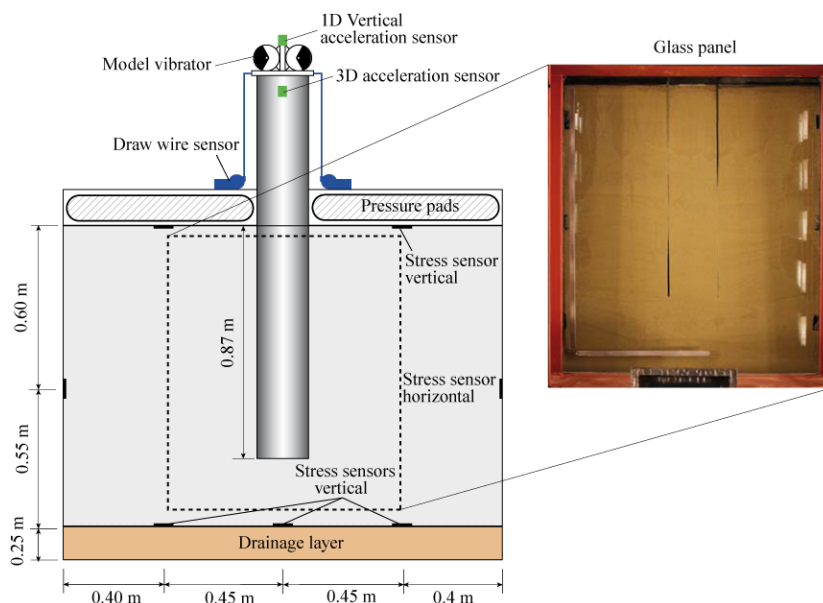 1D Vertical
acceleration sensor
Model vibrator
3D acceleration sensor
Glass panel
Draw wire sensor
Pressure pads
Stress sensor
vertical
0.60 m
0.87 m
Stress sensor
horizontal
0.55 m
Stress sensors
vertical
0.25 m
Drainage layer
0.40 m
0.45 m
0.45 m
0.4 m